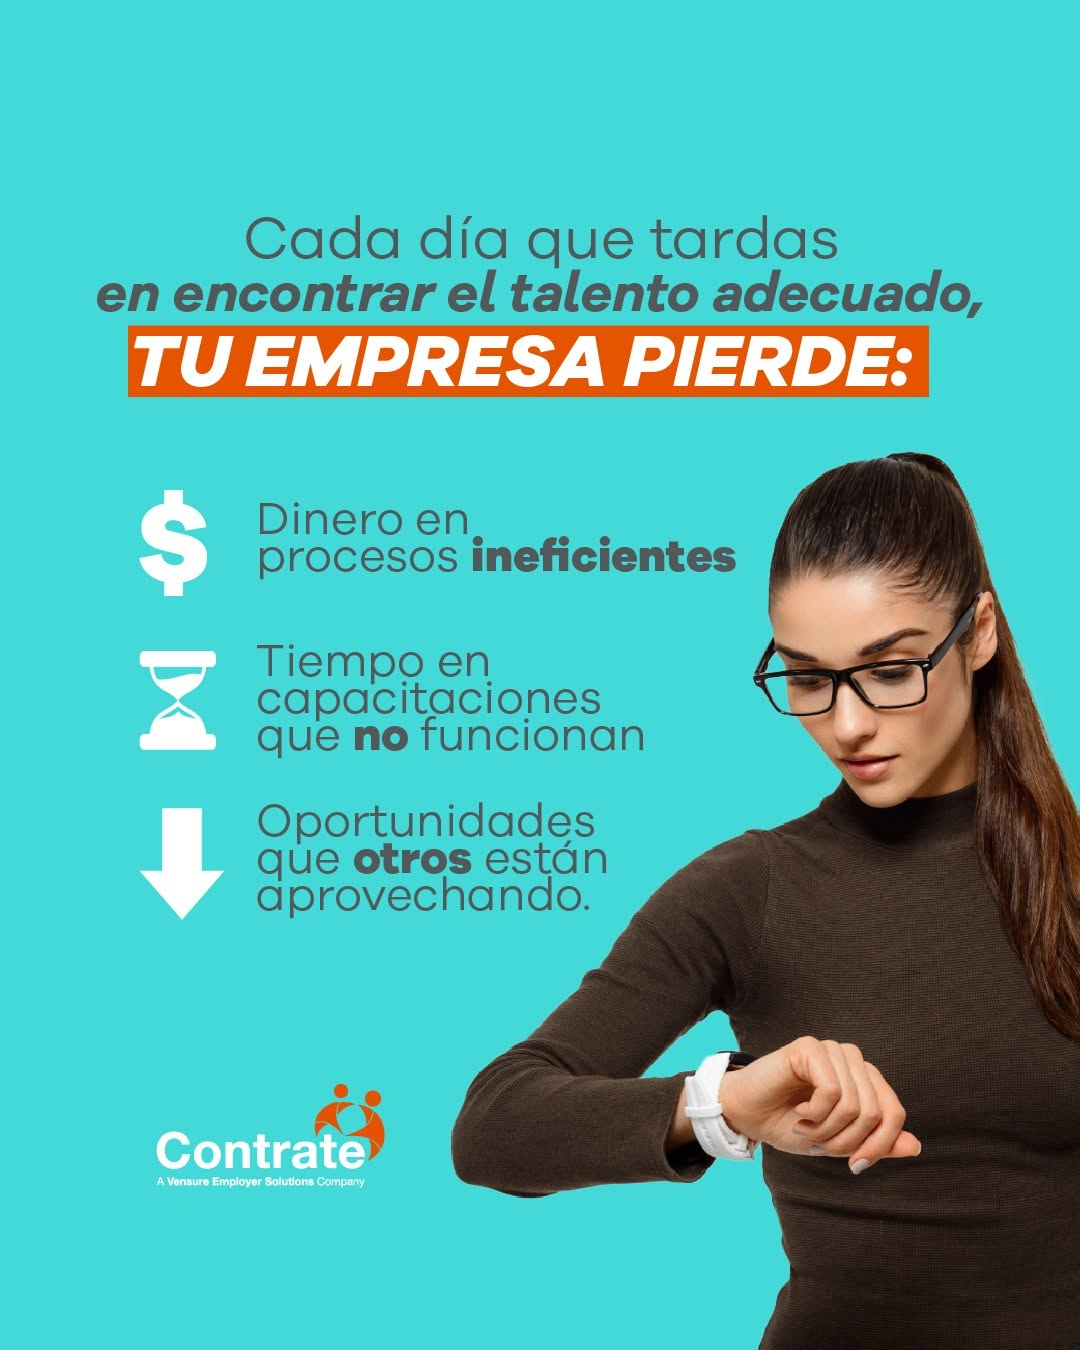 Cada día que tardas
en encontrar el talento adecuado,
TU EMPRESA PIERDE:
$
Dinero en
procesos ineficientes
Tiempo en
capacitaciones
que no funcionan
Oportunidades
que otros están
aprovechando.
Contrate
A Vensure Employer Solutions Company